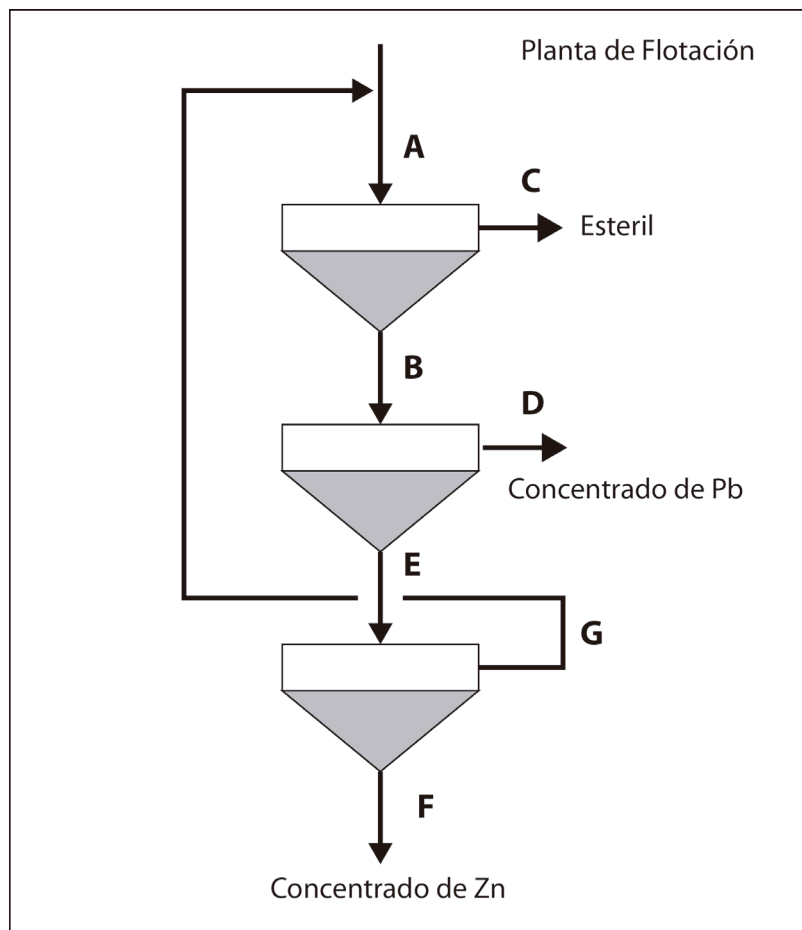 Planta de Flotación
A
C
Esteril
B
D
Concentrado de Pb
E
G
F
Concentrado de Zn